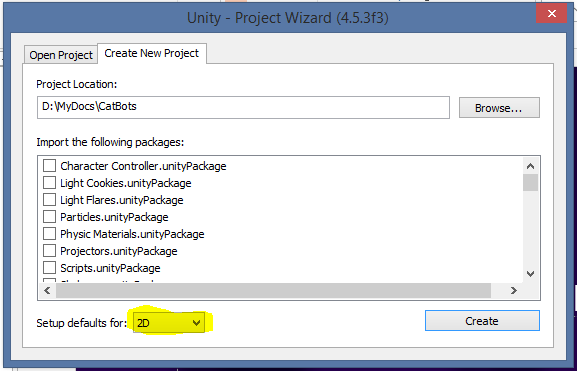 Unity - Project Wizard (4.5.3f3)
Open Project
Create New Project
Project Location:
D:\MyDocs\CatBots
Browse...
Import the following packages:
Character Controller.unityPackage
Light Cookies.unityPackage
Light Flares.unityPackage
Particles.unityPackage
Physic Materials.unityPackage
Projectors.unityPackage
Scripts.unityPackage
Setup defaults for: 2D
Create